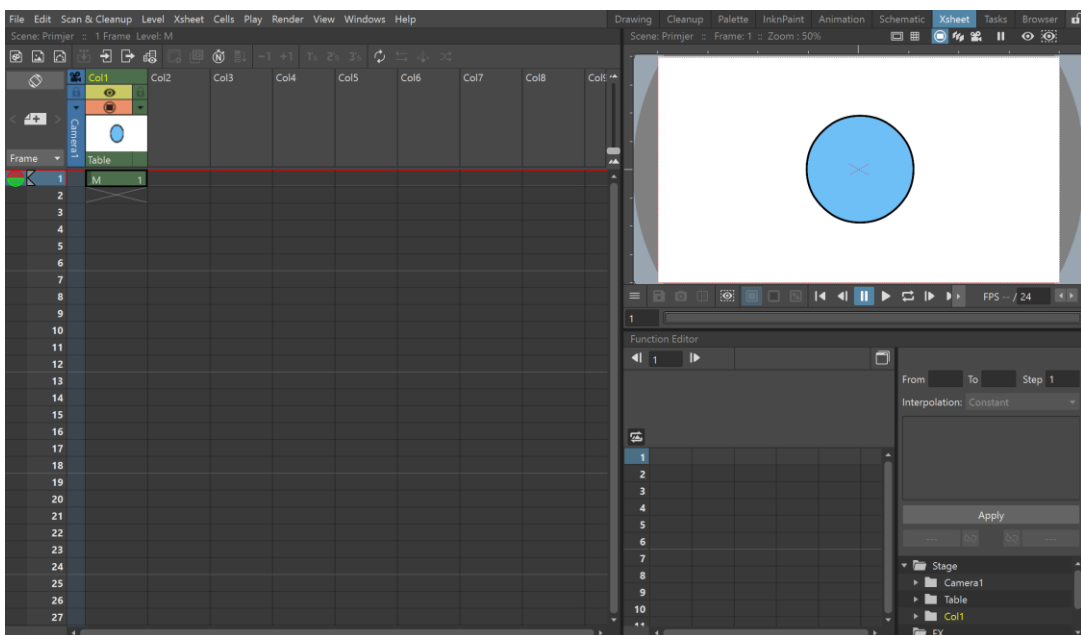 File Edit Scan & Cleanup Level Xsheet Cells Play Render View Windows Help
Drawing Cleanup Palette InknPaint Animation Schematic Xsheet Tasks Browser
Scene: Primjer :: 1 Frame Level: M
Scene: Primjer :: Frame: 1 :: Zoom : 50%
-1 +1 1's 2's 3's
Col1 Col2 Col3 Col4 Col5 Col6 Col7 Col8
Camera1
Frame
Table
1 M 1
2
3
4
5
6
7
8
9
10
11
12
13
14
15
16
17
18
19
20
21
22
23
24
25
26
27
FPS -- / 24
1
Function Editor
1
From To Step 1
Interpolation: Constant
1
2
3
4
5
6
7
8
9
10
Apply
--- ---
Stage
Camera1
Table
Col1
FX